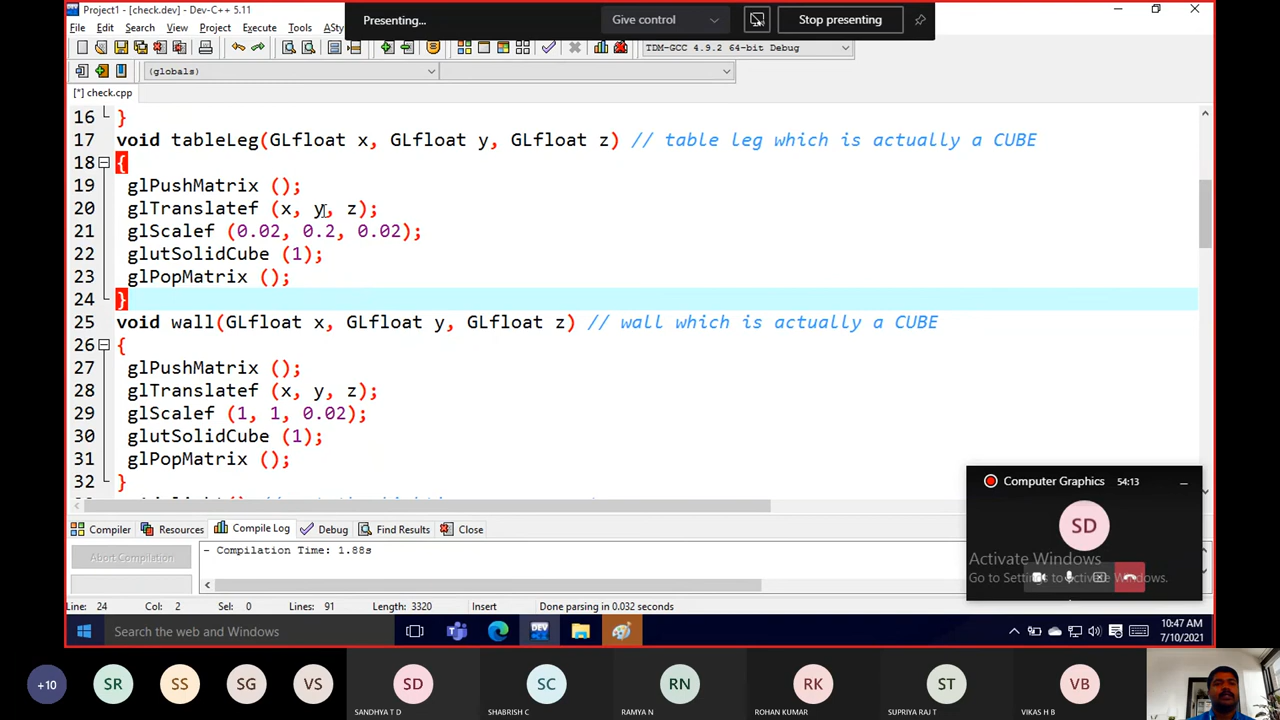 Project1 - [check.dev] - Dev-C++ 5.11
Presenting...
Give control
Stop presenting
File Edit Search View Project Execute Tools AStyle
TDM-GCC 4.9.2 64-bit Debug
(globals)
[*] check.cpp
16 }
17 void tableLeg(GLfloat x, GLfloat y, GLfloat z) // table leg which is actually a CUBE
18 {
19 glPushMatrix ();
20 glTranslatef (x, y, z);
21 glScalef (0.02, 0.2, 0.02);
22 glutSolidCube (1);
23 glPopMatrix ();
24 }
25 void wall(GLfloat x, GLfloat y, GLfloat z) // wall which is actually a CUBE
26 {
27 glPushMatrix ();
28 glTranslatef (x, y, z);
29 glScalef (1, 1, 0.02);
30 glutSolidCube (1);
31 glPopMatrix ();
32 }
Computer Graphics 54:13
SD
Activate Windows
Go to Settings to activate Windows.
Compiler Resources Compile Log Debug Find Results Close
Abort Compilation
- Compilation Time: 1.88s
Line: 24 Col: 2 Sel: 0 Lines: 91 Length: 3320 Insert Done parsing in 0.032 seconds
Search the web and Windows
DEV
10:47 AM
7/10/2021
+10 SR SS SG VS SD SC RN RK ST VB
SANDHYA T D SHABRISH C RAMYA N ROHAN KUMAR SUPRIYA RAJ T VIKAS H B